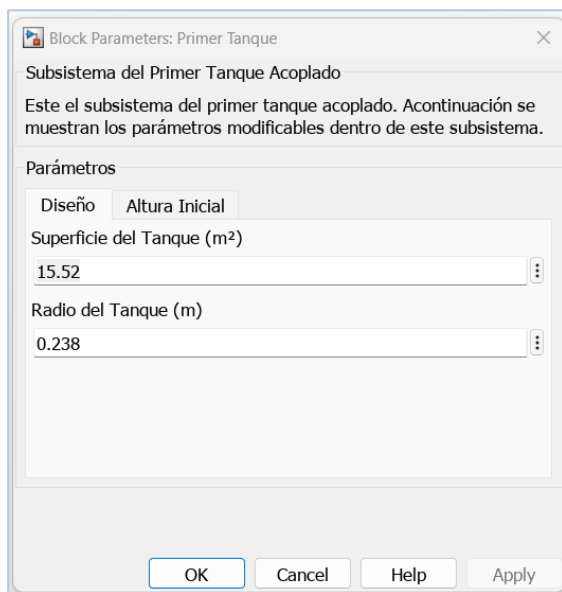 Block Parameters: Primer Tanque
Subsistema del Primer Tanque Acoplado
Este el subsistema del primer tanque acoplado. Acontinuación se
muestran los parámetros modificables dentro de este subsistema.
Parámetros
Diseño Altura Inicial
Superficie del Tanque (m²)
15.52
Radio del Tanque (m)
0.238
OK Cancel Help Apply